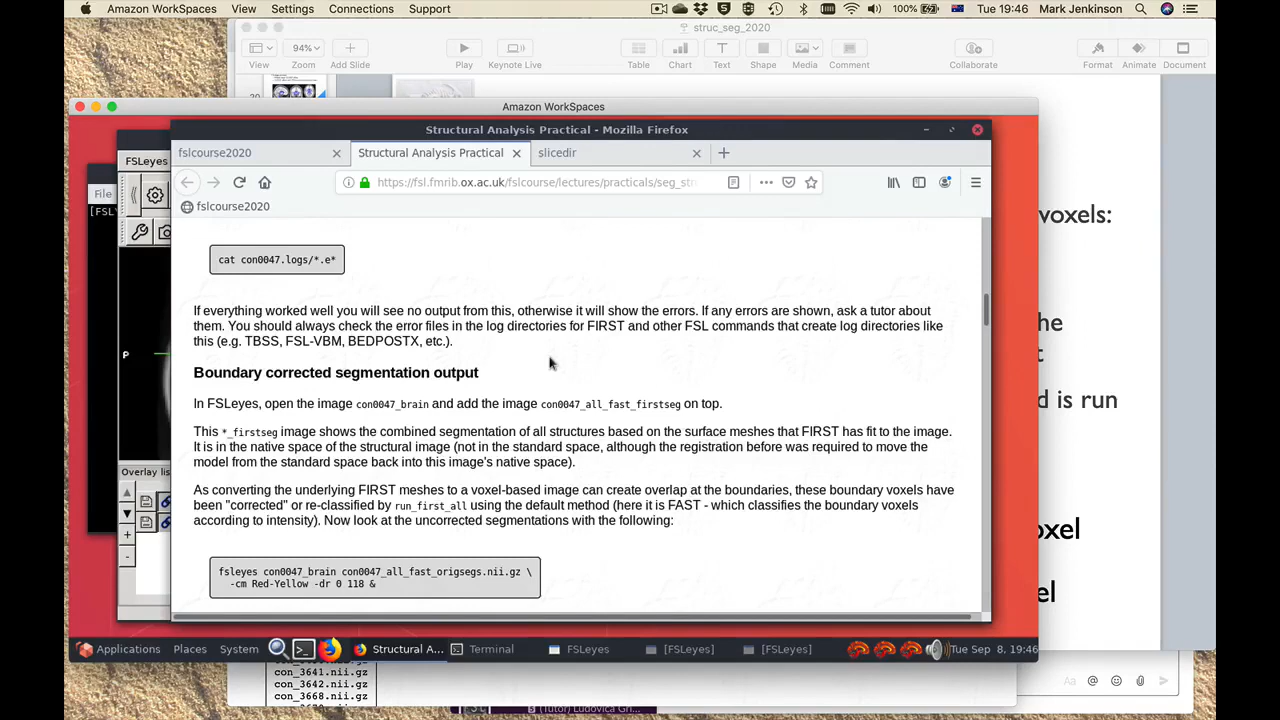 Amazon WorkSpaces View Settings Connections Support 100% Tue 19:46 Mark Jenkinson
struc_seg_2020
94%
View Zoom Add Slide Play Keynote Live Table Chart Text Shape Media Comment Collaborate Format Animate Document
Amazon WorkSpaces
Structural Analysis Practical - Mozilla Firefox
fslcourse2020 Structural Analysis Practical slicedir
FSLeyes
https://fsl.fmrib.ox.ac.uk/fslcourse/lectures/practicals/seg_str
File
fslcourse2020
[FSL
voxels:
cat con0047.logs/*.e*
If everything worked well you will see no output from this, otherwise it will show the errors. If any errors are shown, ask a tutor about
them. You should always check the error files in the log directories for FIRST and other FSL commands that create log directories like
the
this (e.g. TBSS, FSL-VBM, BEDPOSTX, etc.).
P
Boundary corrected segmentation output
In FSLeyes, open the image con0047_brain and add the image con0047_all_fast_firstseg on top.
d is run
This *_firstseg image shows the combined segmentation of all structures based on the surface meshes that FIRST has fit to the image.
It is in the native space of the structural image (not in the standard space, although the registration before was required to move the
model from the standard space back into this image's native space).
Overlay list
As converting the underlying FIRST meshes to a voxel-based image can create overlap at the boundaries, these boundary voxels have
been "corrected" or re-classified by run_first_all using the default method (here it is FAST - which classifies the boundary voxels
according to intensity). Now look at the uncorrected segmentations with the following:
oxel
fsleyes con0047_brain con0047_all_fast_origsegs.nii.gz \
-cm Red-Yellow -dr 0 118 &
el
Applications Places System Structural A... Terminal FSLeyes [FSLeyes] [FSLeyes] Tue Sep 8, 19:46
con_3641.nii.gz
con_3642.nii.gz
con_3668.nii.gz
(Tutor) Ludovica Gri...